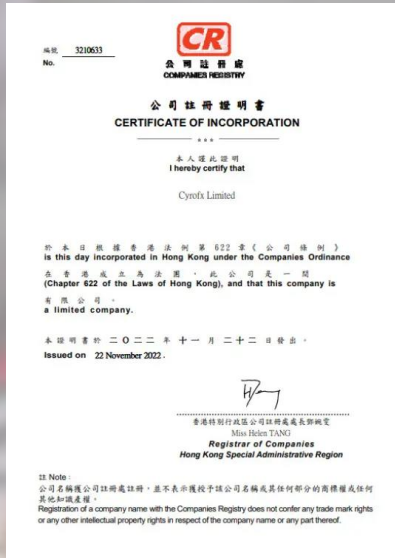 CR
編號 3210633
No.
公司註冊處
COMPANIES REGISTRY
公司註冊證明書
CERTIFICATE OF INCORPORATION
本人謹此證明
I hereby certify that
Cyrofx Limited
於本日根據香港法例第622章《公司條例》
is this day incorporated in Hong Kong under the Companies Ordinance
在香港成立為法團，此公司是一間
(Chapter 622 of the Laws of Hong Kong), and that this company is
有限公司。
a limited company.
本證明書於二O二二年十一月二十二日發出。
Issued on 22 November 2022.
香港特別行政區公司註冊處處長鄧婉雯
Miss Helen TANG
Registrar of Companies
Hong Kong Special Administrative Region
註 Note:
公司名稱獲公司註冊處註冊，並不表示獲授予該公司名稱或其任何部分的商標權或任何
其他知識產權。
Registration of a company name with the Companies Registry does not confer any trade mark rights
or any other intellectual property rights in respect of the company name or any part thereof.